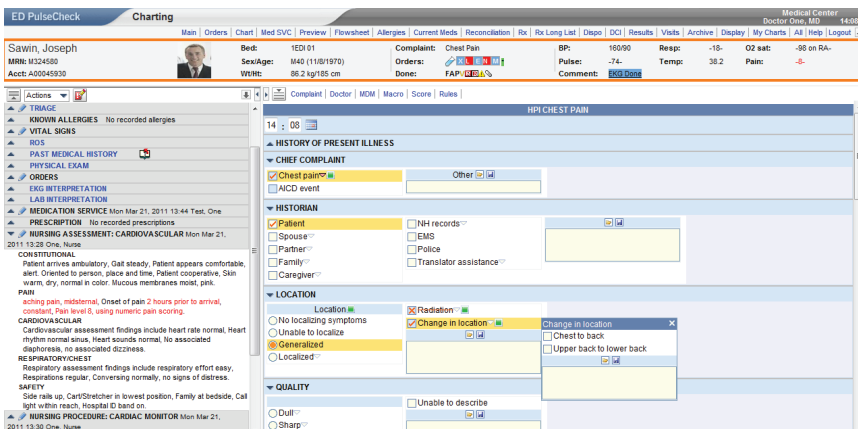 ED PulseCheck Charting Medical Center
Doctor One, MD 14:08
Main | Orders | Chart | Med SVC | Preview | Flowsheet | Allergies | Current Meds | Reconciliation | Rx | Rx Long List | Dispo | DCI | Results | Visits | Archive | Display | My Charts | All | Help | Logout
Sawin, Joseph Bed: 1EDI 01 Complaint: Chest Pain BP: 160/90 Resp: -18- O2 sat: -98 on RA-
MRN: M324580 Sex/Age: M40 (11/8/1970) Orders: X L E N M Pulse: -74- Temp: 38.2 Pain: -8-
Acct: A00045930 Wt/Ht: 86.2 kg/185 cm Done: FAP Comment: EKG Done
Actions Complaint | Doctor | MDM | Macro | Score | Rules |
TRIAGE
KNOWN ALLERGIES No recorded allergies
VITAL SIGNS
ROS
PAST MEDICAL HISTORY
PHYSICAL EXAM
ORDERS
EKG INTERPRETATION
LAB INTERPRETATION
MEDICATION SERVICE Mon Mar 21, 2011 13:44 Test, One
PRESCRIPTION No recorded prescriptions
NURSING ASSESSMENT: CARDIOVASCULAR Mon Mar 21,
2011 13:28 One, Nurse
CONSTITUTIONAL
Patient arrives ambulatory, Gait steady, Patient appears comfortable,
alert. Oriented to person, place and time, Patient cooperative, Skin
warm, dry, normal in color. Mucous membranes moist, pink.
PAIN
aching pain, midsternal, Onset of pain 2 hours prior to arrival,
constant, Pain level 8, using numeric pain scoring.
CARDIOVASCULAR
Cardiovascular assessment findings include heart rate normal, Heart
rhythm normal sinus, Heart sounds normal, No associated
diaphoresis, no associated dizziness.
RESPIRATORY/CHEST
Respiratory assessment findings include respiratory effort easy,
Respirations regular, Conversing normally, no signs of distress.
SAFETY
Side rails up, Cart/Stretcher in lowest position, Family at bedside, Call
light within reach, Hospital ID band on.
NURSING PROCEDURE: CARDIAC MONITOR Mon Mar 21,
2011 13:30 One, Nurse
HPI CHEST PAIN
14 : 08
HISTORY OF PRESENT ILLNESS
CHIEF COMPLAINT
Chest pain Other
AICD event
HISTORIAN
Patient NH records
Spouse EMS
Partner Police
Family Translator assistance
Caregiver
LOCATION
Location Radiation
No localizing symptoms Change in location
Unable to localize
Generalized
Localized
Change in location X
Chest to back
Upper back to lower back
QUALITY
Unable to describe
Dull
Sharp